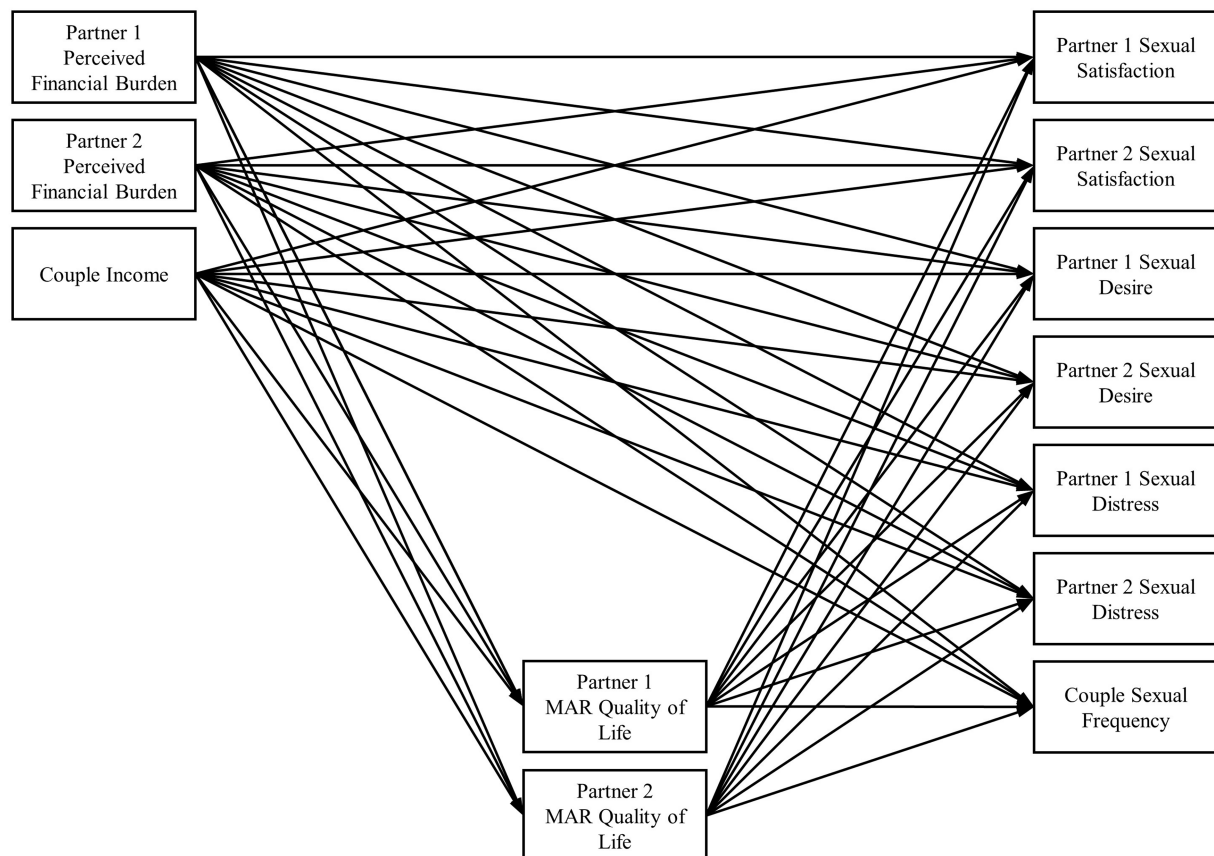 Partner 1
Perceived
Financial Burden
Partner 2
Perceived
Financial Burden
Couple Income
Partner 1 Sexual
Satisfaction
Partner 2 Sexual
Satisfaction
Partner 1 Sexual
Desire
Partner 2 Sexual
Desire
Partner 1 Sexual
Distress
Partner 2 Sexual
Distress
Couple Sexual
Frequency
Partner 1
MAR Quality of
Life
Partner 2
MAR Quality of
Life